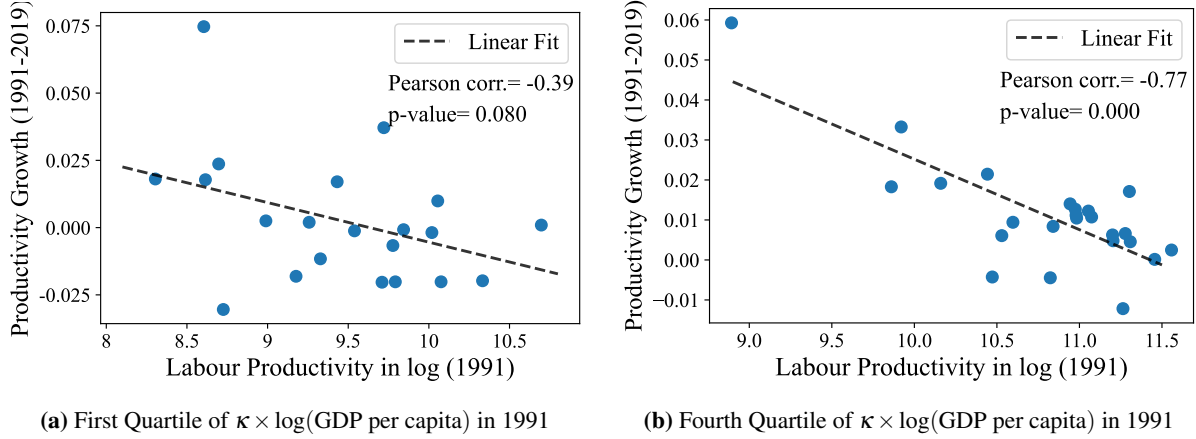 Productivity Growth (1991-2019)
0.075
0.050
0.025
0.000
-0.025
8
8.5
9
9.5
10
10.5
Labour Productivity in log (1991)
Linear Fit
Pearson corr.= -0.39
p-value= 0.080
(a) First Quartile of κ × log(GDP per capita) in 1991
Productivity Growth (1991-2019)
0.06
0.05
0.04
0.03
0.02
0.01
0.00
−0.01
9.0
9.5
10.0
10.5
11.0
11.5
Labour Productivity in log (1991)
Linear Fit
Pearson corr.= -0.77
p-value= 0.000
(b) Fourth Quartile of κ × log(GDP per capita) in 1991